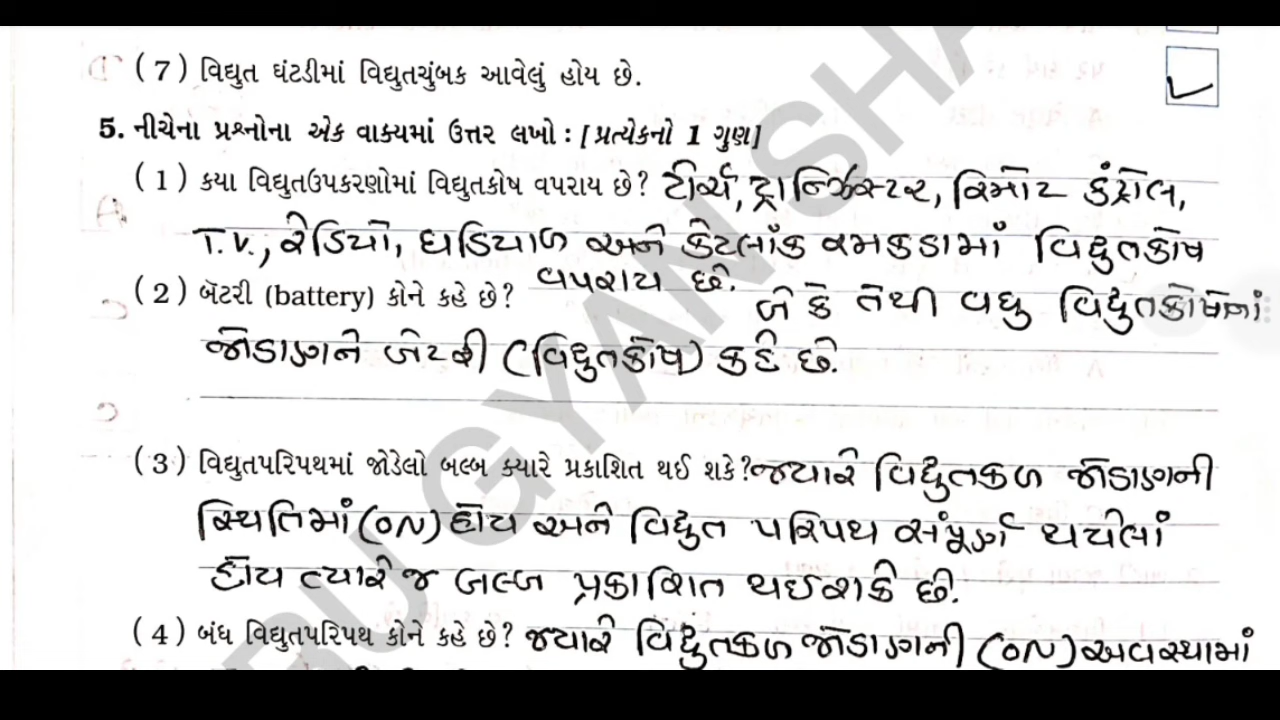 (7) વિદ્યુત ઘંટડીમાં વિદ્યુતચુંબક આવેલું હોય છે.
5. નીચેના પ્રશ્નોના એક વાક્યમાં ઉત્તર લખો : [પ્રત્યેકનો 1 ગુણ]
(1) કયા વિદ્યુતઉપકરણોમાં વિદ્યુતકોષ વપરાય છે? ટૉર્ચ, ટ્રાન્ઝિસ્ટર, રિમોટ કંટ્રોલ,
T.V., રેડિયો, ઘડિયાળ અને કેટલાંક રમકડામાં વિદ્યુતકોષ
વપરાય છે.
(2) બૅટરી (battery) કોને કહે છે? બે કે તેથી વધુ વિદ્યુતકોષોનાં
જોડાણને બેટરી (વિદ્યુતકોષ) કહે છે.
(3) વિદ્યુતપરિપથમાં જોડેલો બલ્બ ક્યારે પ્રકાશિત થઈ શકે? જ્યારે વિદ્યુતકળ જોડાણની
સ્થિતિમાં (ON) હોય અને વિદ્યુત પરિપથ સંપૂર્ણ થયેલાં
હોય ત્યારે જ બલ્બ પ્રકાશિત થઈ શકે છે.
(4) બંધ વિદ્યુતપરિપથ કોને કહે છે? જ્યારે વિદ્યુતકળ જોડાણની (ON) અવસ્થામાં
GYAN SHA